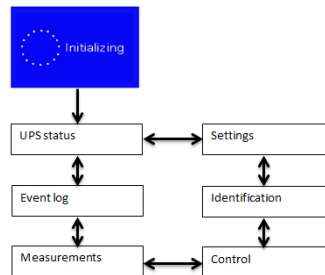 Initializing
UPS status
Settings
Event log
Identification
Measurements
Control